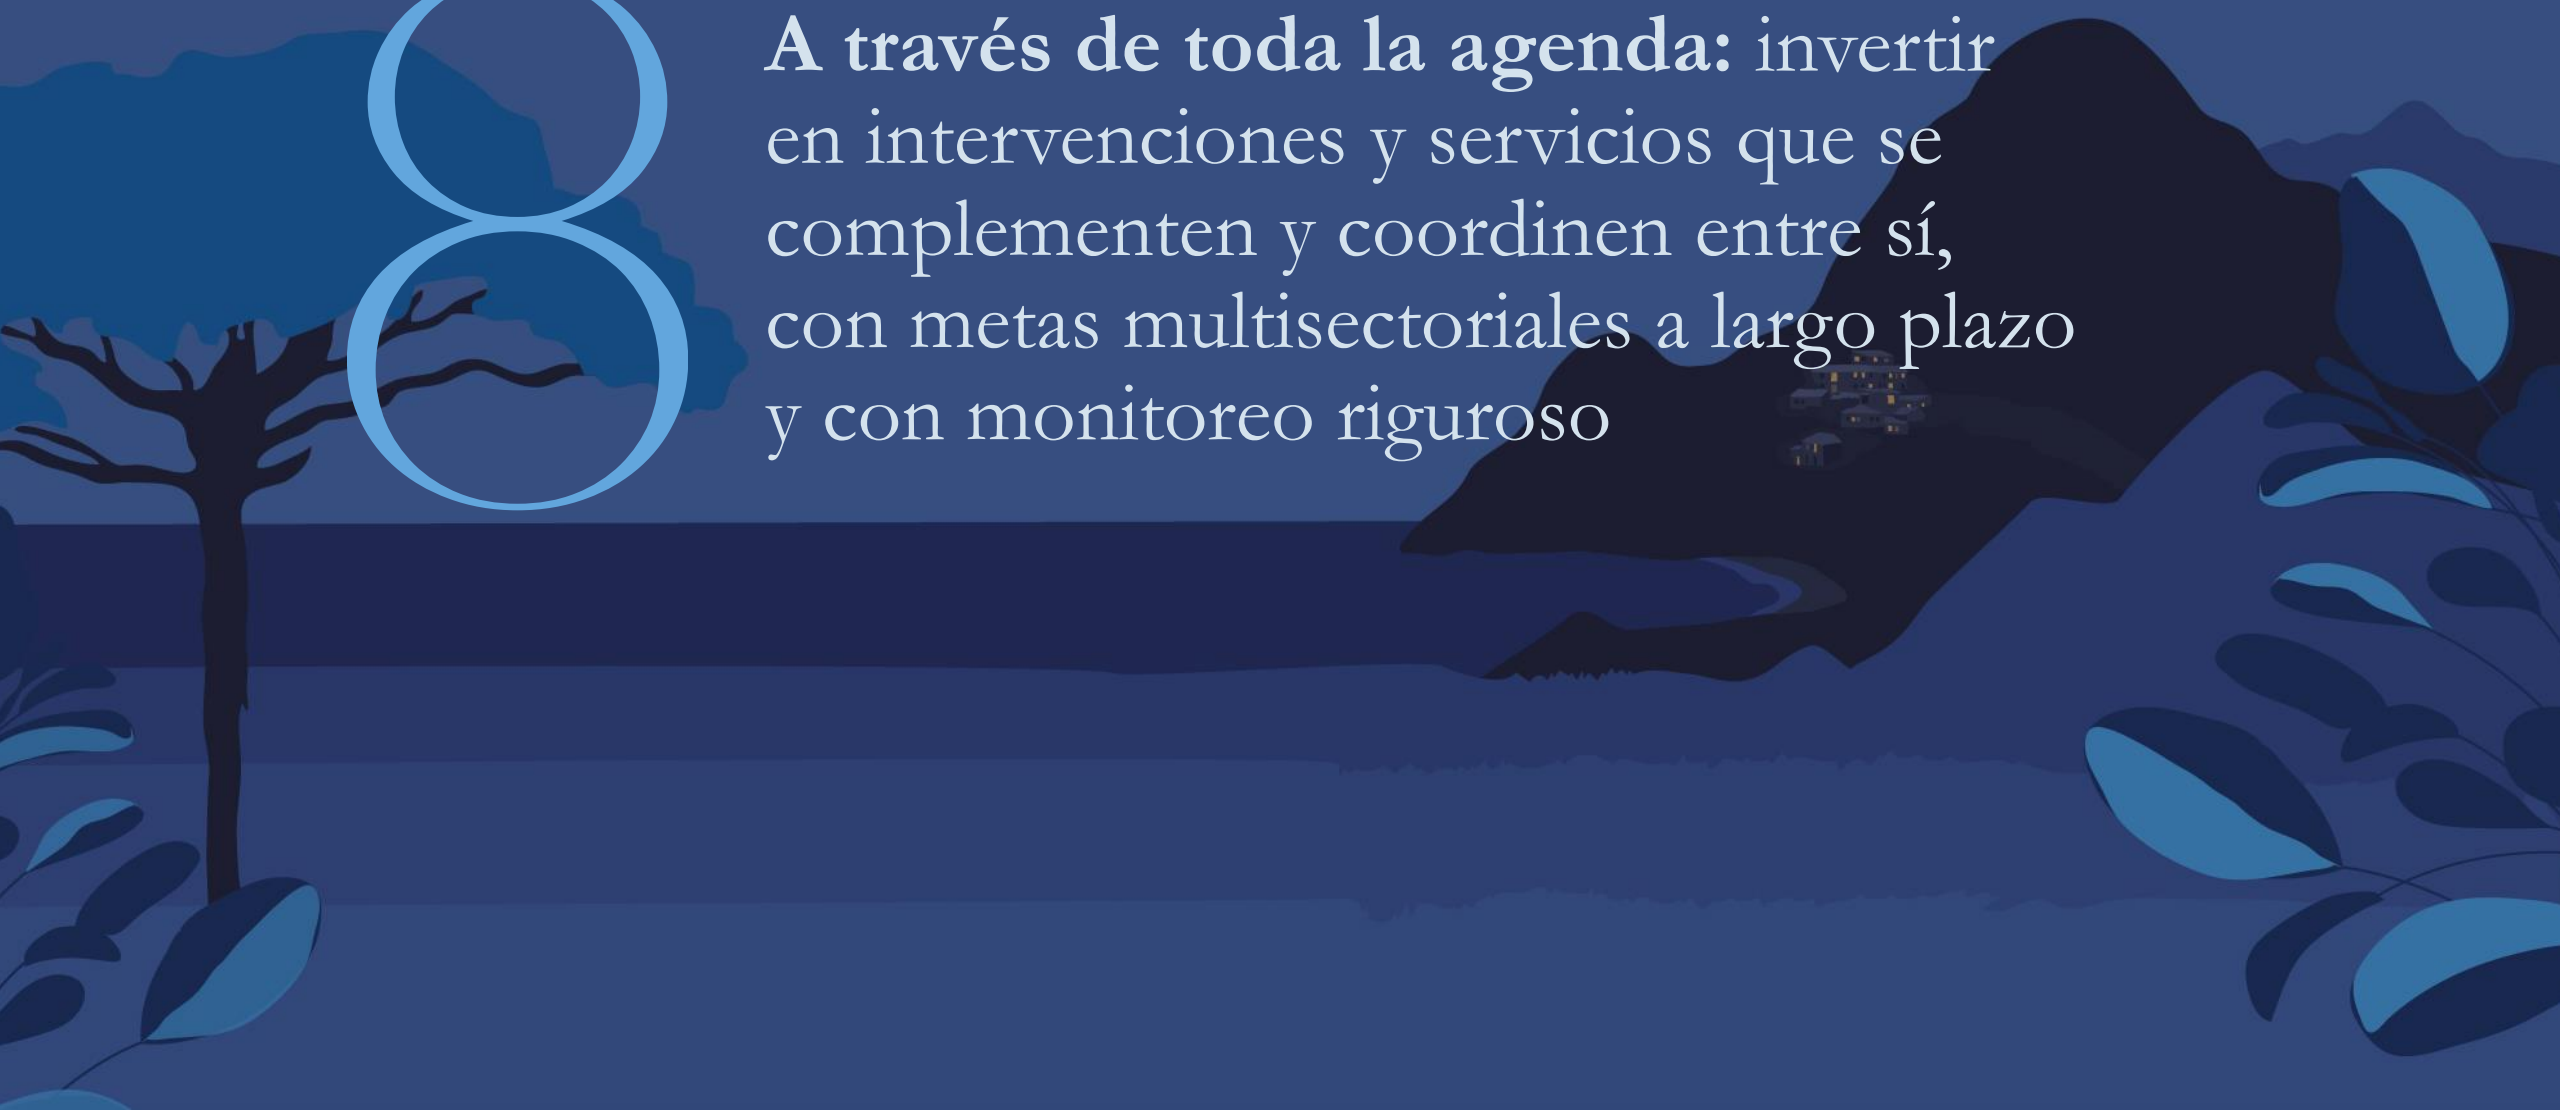 8
A través de toda la agenda: invertir
en intervenciones y servicios que se
complementen y coordinen entre sí,
con metas multisectoriales a largo plazo
y con monitoreo riguroso